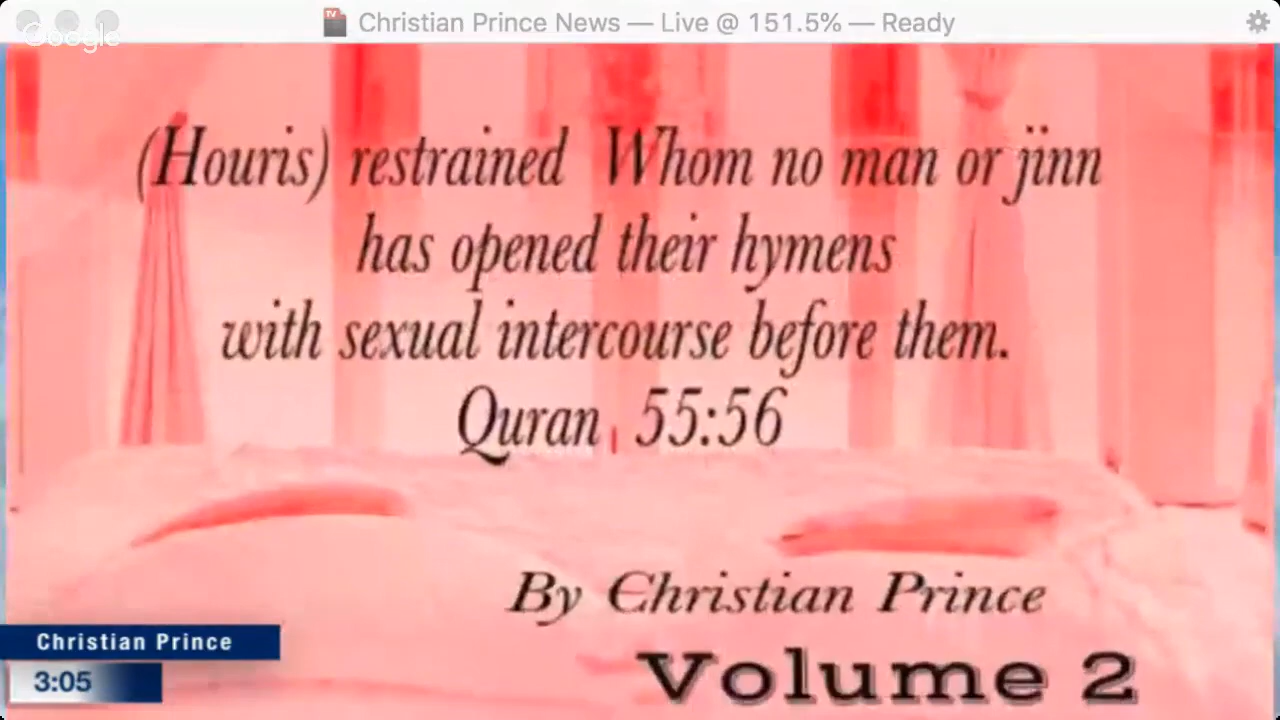 Christian Prince News — Live @ 151.5% — Ready
Google
(Houris) restrained Whom no man or jinn
has opened their hymens
with sexual intercourse before them.
Quran 55:56
By Christian Prince
Volume 2
Christian Prince
3:05